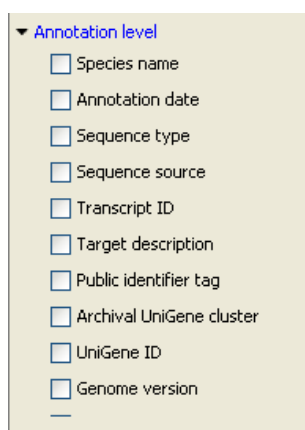 Annotation level
Species name
Annotation date
Sequence type
Sequence source
Transcript ID
Target description
Public identifier tag
Archival UniGene cluster
UniGene ID
Genome version